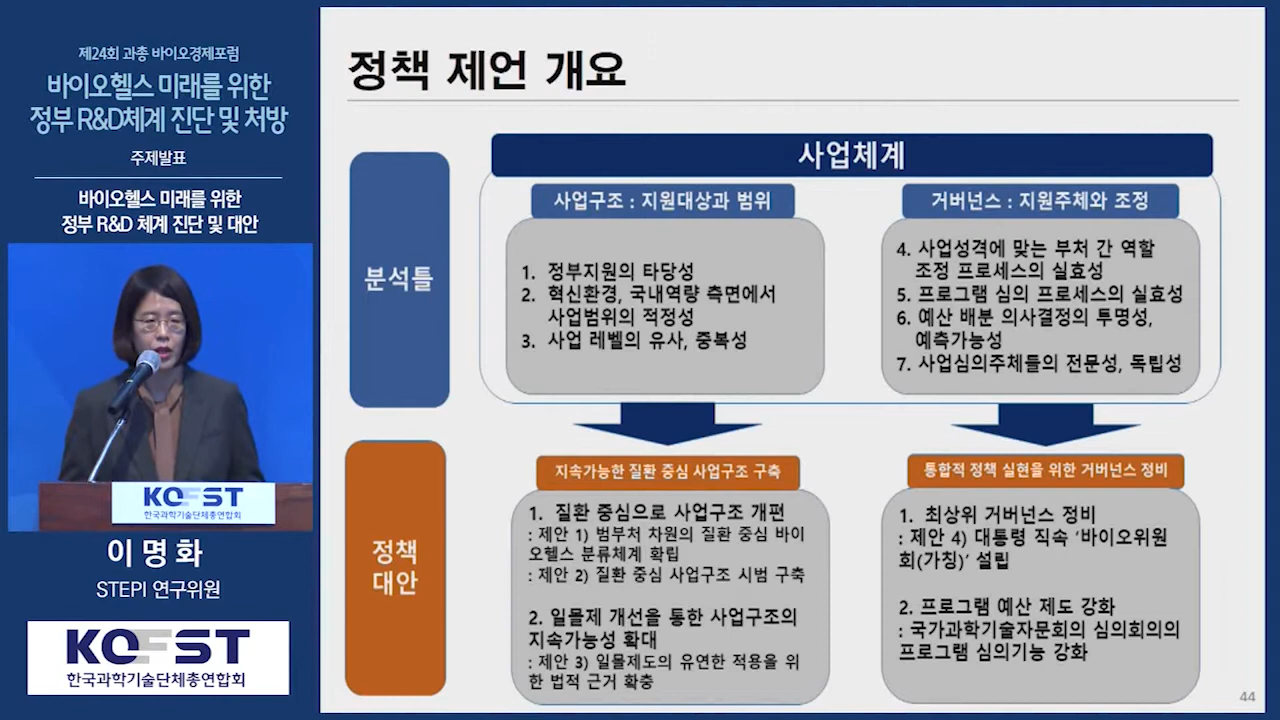 제24회 과총 바이오경제포럼
바이오헬스 미래를 위한
정부 R&D체계 진단 및 처방
주제발표
바이오헬스 미래를 위한
정부 R&D 체계 진단 및 대안
KOFST
한국과학기술단체총연합회
이명화
STEPI 연구위원
KOFST
한국과학기술단체총연합회
정책 제언 개요
사업체계
분석틀
사업구조 : 지원대상과 범위
1. 정부지원의 타당성
2. 혁신환경, 국내역량 측면에서
사업범위의 적정성
3. 사업 레벨의 유사, 중복성
거버넌스 : 지원주체와 조정
4. 사업성격에 맞는 부처 간 역할
조정 프로세스의 실효성
5. 프로그램 심의 프로세스의 실효성
6. 예산 배분 의사결정의 투명성,
예측가능성
7. 사업심의주체들의 전문성, 독립성
정책
대안
지속가능한 질환 중심 사업구조 구축
1. 질환 중심으로 사업구조 개편
: 제안 1) 범부처 차원의 질환 중심 바이
오헬스 분류체계 확립
: 제안 2) 질환 중심 사업구조 시범 구축
2. 일몰제 개선을 통한 사업구조의
지속가능성 확대
: 제안 3) 일몰제도의 유연한 적용을 위
한 법적 근거 확충
통합적 정책 실현을 위한 거버넌스 정비
1. 최상위 거버넌스 정비
: 제안 4) 대통령 직속 ‘바이오위원
회(가칭)’ 설립
2. 프로그램 예산 제도 강화
: 국가과학기술자문회의 심의회의의
프로그램 심의기능 강화
44